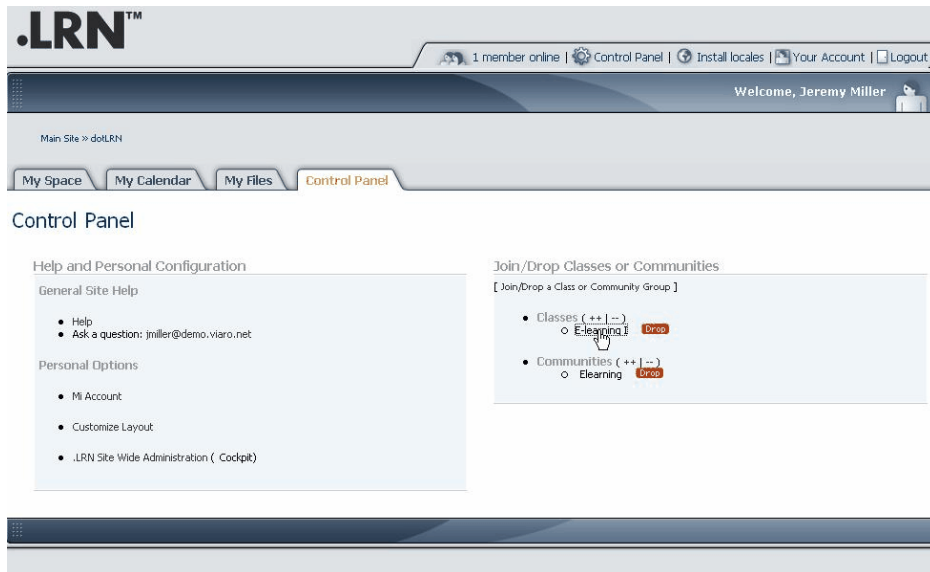 .LRN™
1 member online | Control Panel | Install locales | Your Account | Logout
Welcome, Jeremy Miller
Main Site » dotLRN
My Space My Calendar My Files Control Panel
Control Panel
Help and Personal Configuration
General Site Help
• Help
• Ask a question: jmiller@demo.viaro.net
Personal Options
• Mi Account
• Customize Layout
• .LRN Site Wide Administration ( Cockpit)
Join/Drop Classes or Communities
[ Join/Drop a Class or Community Group ]
• Classes ( ++ | -- )
o E-learning I Drop
• Communities ( ++ | -- )
o Elearning Drop